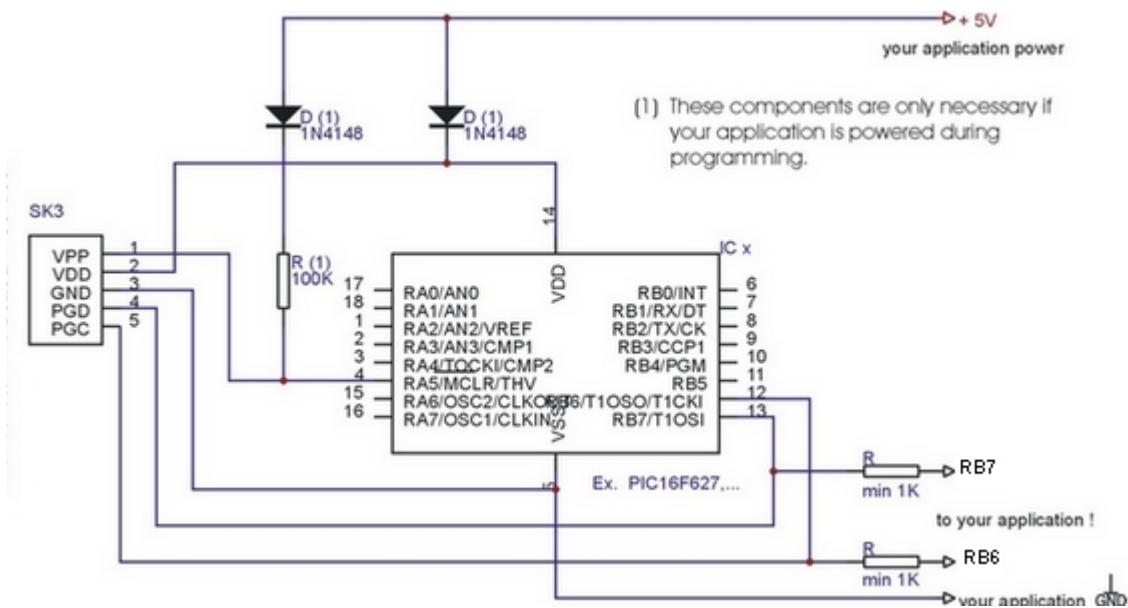 + 5V
your application power
(1) These components are only necessary if
your application is powered during
programming.
D (1)
1N4148
D (1)
1N4148
SK3
VPP 1
VDD 2
GND 3
PGD 4
PGC 5
R (1)
100K
14
VDD
IC x
17 RA0/AN0
18 RA1/AN1
1 RA2/AN2/VREF
2 RA3/AN3/CMP1
3 RA4/TOCKI/CMP2
4 RA5/MCLR/THV
15 RA6/OSC2/CLKO
16 RA7/OSC1/CLKIN
RB0/INT 6
RB1/RX/DT 7
RB2/TX/CK 8
RB3/CCP1 9
RB4/PGM 10
RB5 11
RB6/T1OSO/T1CKI 12
RB7/T1OSI 13
VSS
5
Ex. PIC16F627,...
R
min 1K
RB7
to your application !
R
min 1K
RB6
your application GND